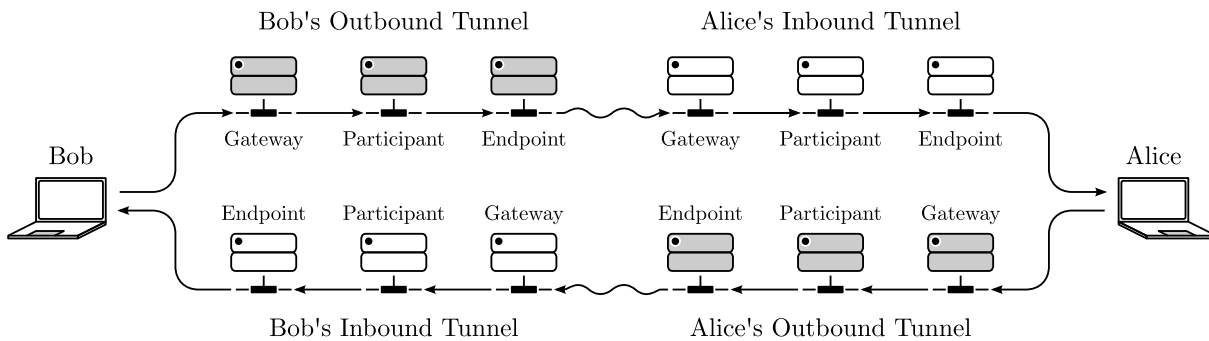 Bob's Outbound Tunnel
Alice's Inbound Tunnel
Gateway
Participant
Endpoint
Gateway
Participant
Endpoint
Bob
Alice
Endpoint
Participant
Gateway
Endpoint
Participant
Gateway
Bob's Inbound Tunnel
Alice's Outbound Tunnel